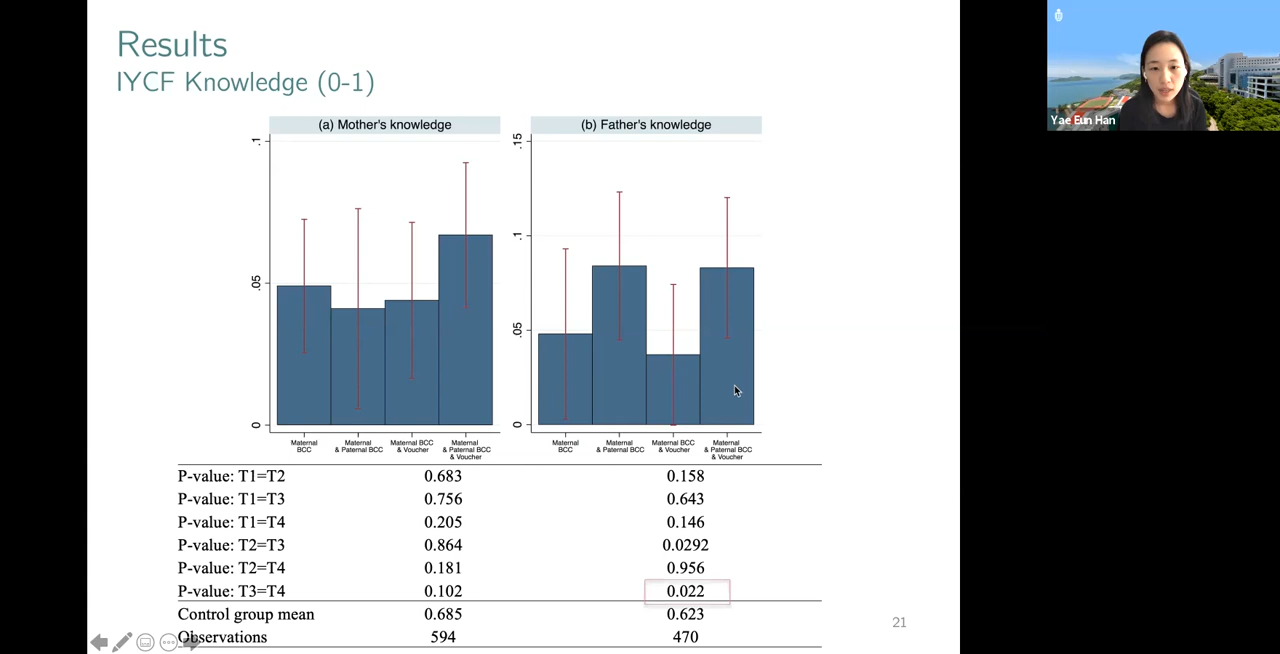 Results
IYCF Knowledge (0-1)
Yae Eun Han
(a) Mother's knowledge
(b) Father's knowledge
.1
.05
0
.15
.1
.05
0
Maternal
BCC
Maternal
& Paternal BCC
Maternal BCC
& Voucher
Maternal
& Paternal BCC
& Voucher
Maternal
BCC
Maternal
& Paternal BCC
Maternal BCC
& Voucher
Maternal
& Paternal BCC
& Voucher
P-value: T1=T2 0.683 0.158
P-value: T1=T3 0.756 0.643
P-value: T1=T4 0.205 0.146
P-value: T2=T3 0.864 0.0292
P-value: T2=T4 0.181 0.956
P-value: T3=T4 0.102 0.022
Control group mean 0.685 0.623
Observations 594 470
21